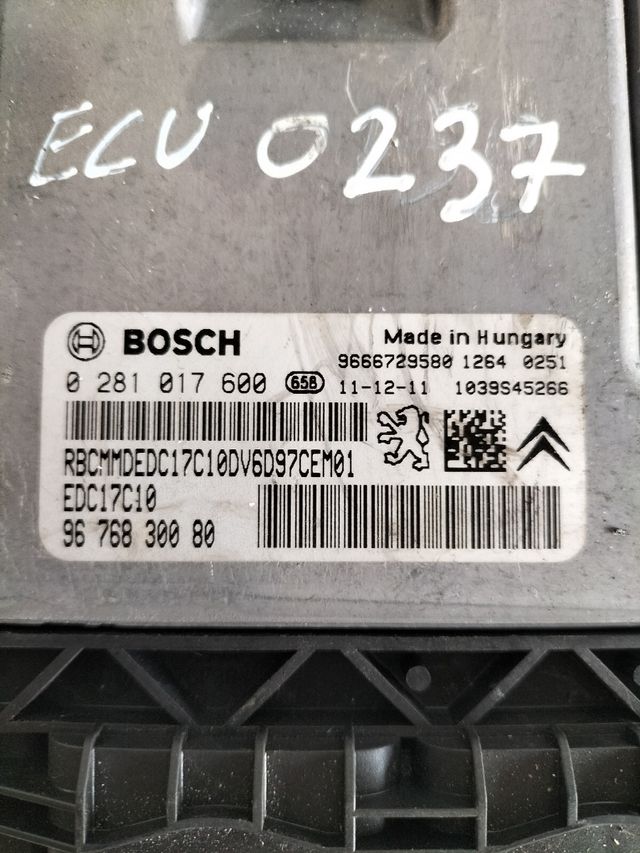 ECU 0237
BOSCH
Made in Hungary
9666729580 1264 0251
0 281 017 600 658 11-12-11 1039S45266
RBCMMDEDC17C10DV6D97CEM01
EDC17C10
96 768 300 80